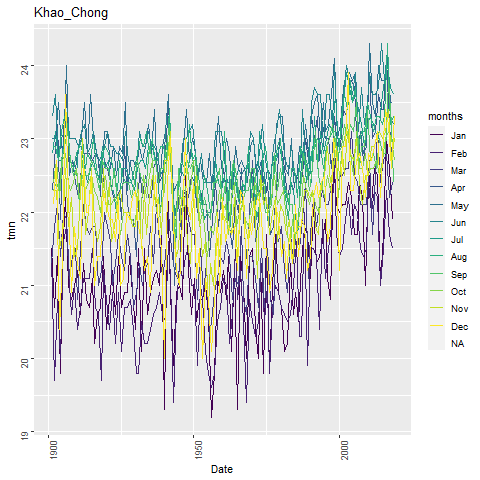 Khao_Chong
tmn
24
23
22
21
20
19
1900
1950
2000
Date
months
Jan
Feb
Mar
Apr
May
Jun
Jul
Aug
Sep
Oct
Nov
Dec
NA